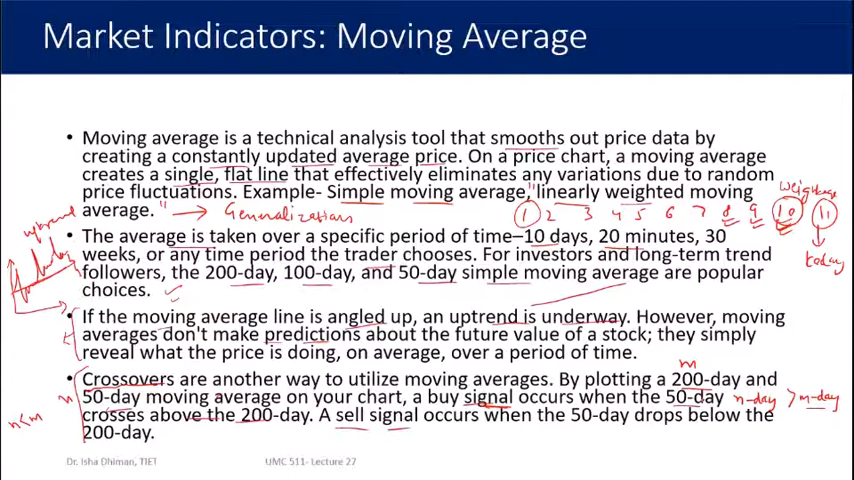 Market Indicators: Moving Average
• Moving average is a technical analysis tool that smooths out price data by
creating a constantly updated average price. On a price chart, a moving average
creates a single, flat line that effectively eliminates any variations due to random
price fluctuations. Example- Simple moving average, "linearly weighted moving
weightage
average." → Generalization
1 2 3 4 5 6 7 8 9 10 11
today
• The average is taken over a specific period of time–10 days, 20 minutes, 30
weeks, or any time period the trader chooses. For investors and long-term trend
followers, the 200-day, 100-day, and 50-day simple moving average are popular
choices.
• If the moving average line is angled up, an uptrend is underway. However, moving
averages don't make predictions about the future value of a stock; they simply
reveal what the price is doing, on average, over a period of time.
m
• Crossovers are another way to utilize moving averages. By plotting a 200-day and
n 50-day moving average on your chart, a buy signal occurs when the 50-day n-day > m-day
crosses above the 200-day. A sell signal occurs when the 50-day drops below the
n<m
200-day.
Dr. Isha Dhiman, TIET UMC 511- Lecture 27